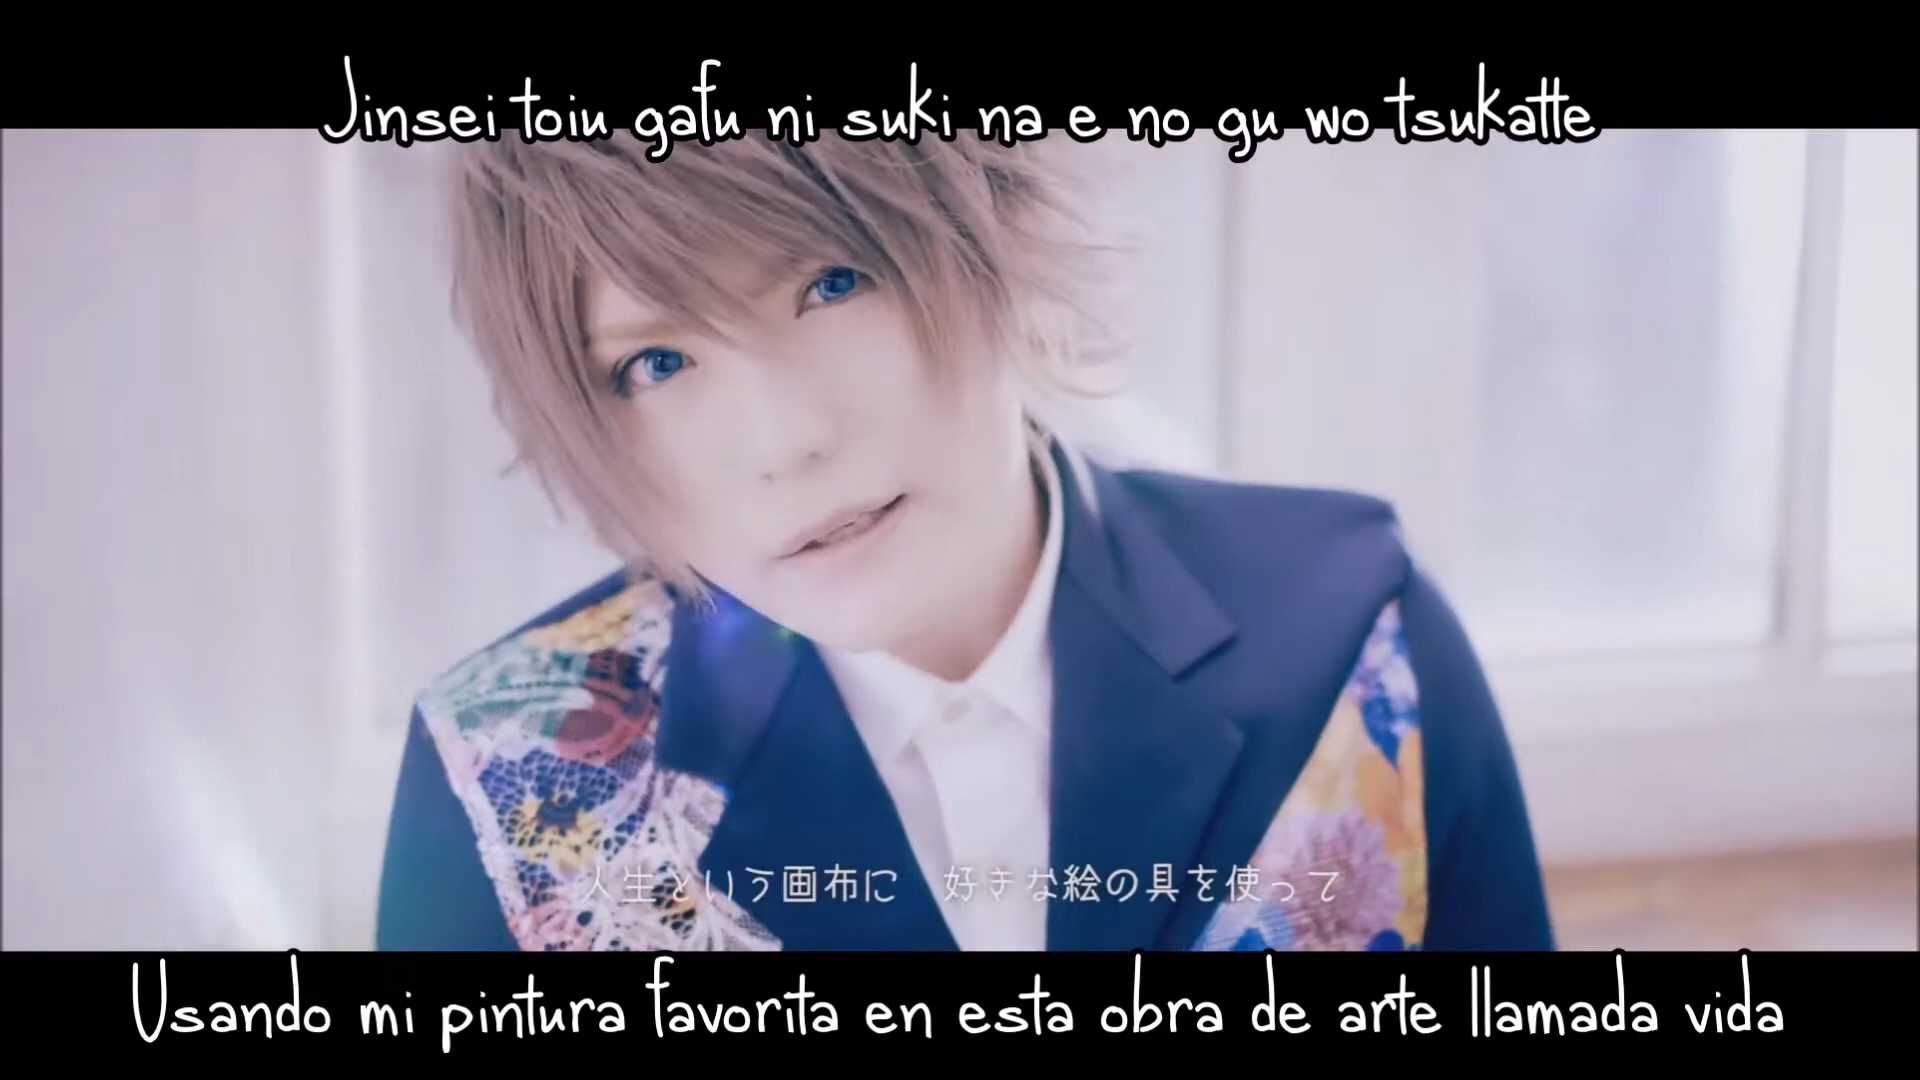 Jinsei toiu gafu ni suki na e no gu wo tsukatte
人生という画布に 好きな絵の具を使って
Usando mi pintura favorita en esta obra de arte llamada vida